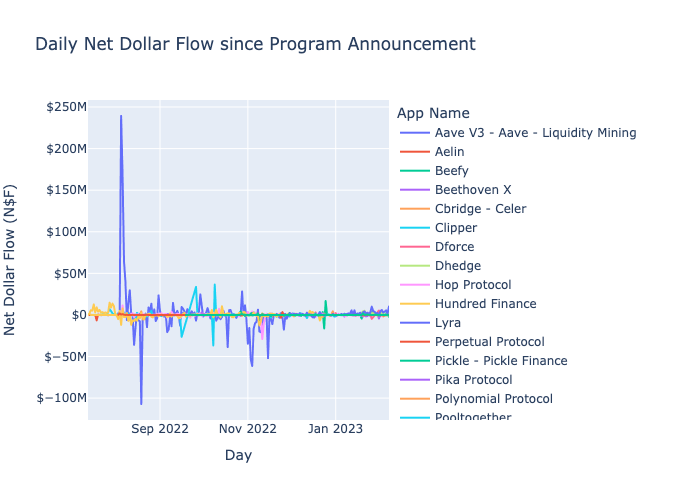 Daily Net Dollar Flow since Program Announcement
Net Dollar Flow (N$F)
$250M
$200M
$150M
$100M
$50M
$0
$−50M
$−100M
Sep 2022
Nov 2022
Jan 2023
Day
App Name
Aave V3 - Aave - Liquidity Mining
Aelin
Beefy
Beethoven X
Cbridge - Celer
Clipper
Dforce
Dhedge
Hop Protocol
Hundred Finance
Lyra
Perpetual Protocol
Pickle - Pickle Finance
Pika Protocol
Polynomial Protocol
Pooltogether